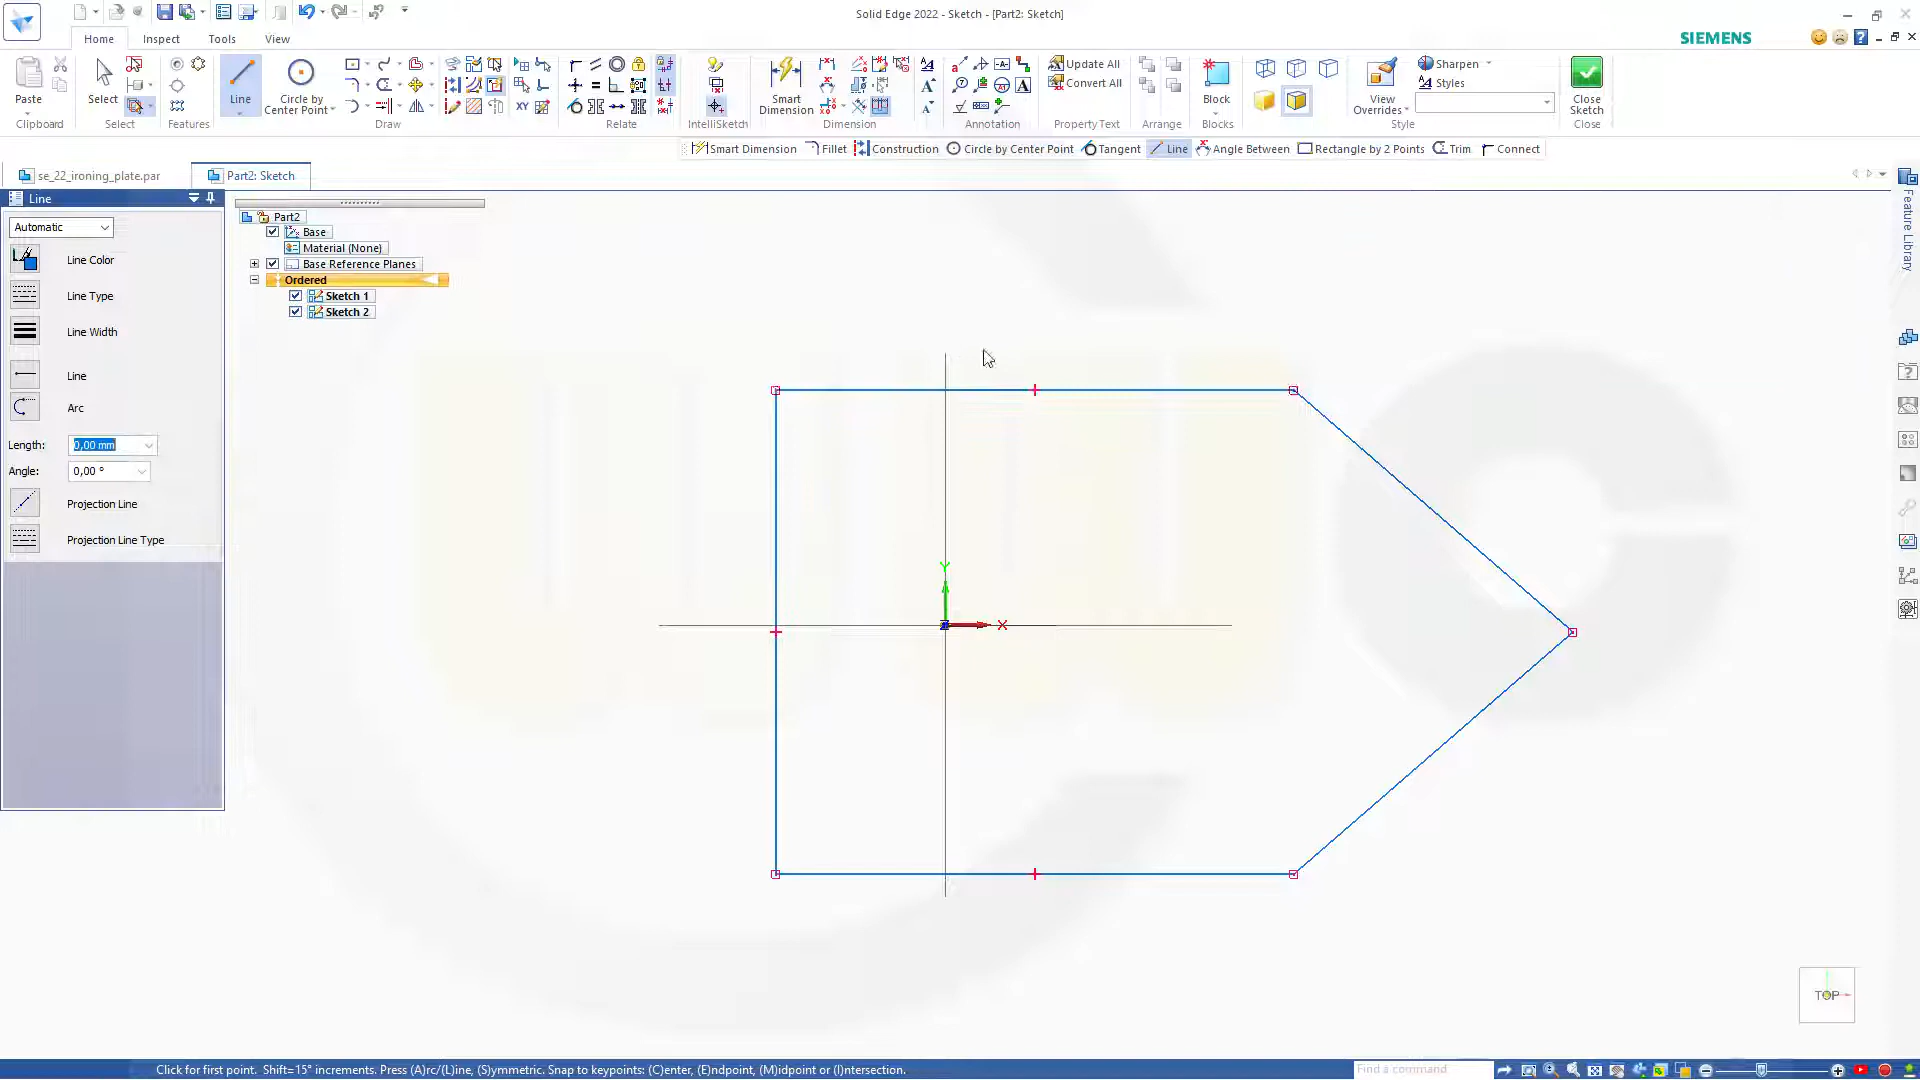 Solid Edge 2022 - Sketch - [Part2: Sketch]
Home Inspect Tools View
SIEMENS
Paste
Clipboard
Select
Select
Features
Line
Circle by Center Point
Draw
Relate
IntelliSketch
Smart Dimension
Dimension
Annotation
Update All
Convert All
Property Text
Arrange
Block
Blocks
View Overrides
Sharpen
Styles
Style
Close Sketch
Close
Smart Dimension Fillet Construction Circle by Center Point Tangent Line Angle Between Rectangle by 2 Points Trim Connect
se_22_ironing_plate.par Part2: Sketch
Line
Automatic
Line Color
Line Type
Line Width
Line
Arc
Length: 0,00 mm
Angle: 0,00 °
Projection Line
Projection Line Type
Part2
Base
Material (None)
Base Reference Planes
Ordered
Sketch 1
Sketch 2
Feature Library
Y
X
TOP
Click for first point. Shift=15° increments. Press (A)rc/(L)ine, (S)ymmetric. Snap to keypoints: (C)enter, (E)ndpoint, (M)idpoint or (I)ntersection.
Find a command